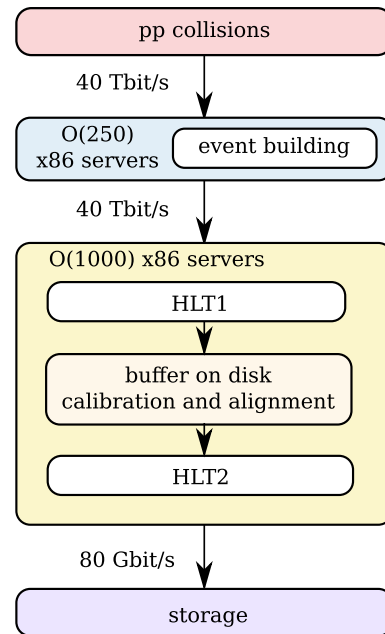 pp collisions
40 Tbit/s
O(250)
x86 servers
event building
40 Tbit/s
O(1000) x86 servers
HLT1
buffer on disk
calibration and alignment
HLT2
80 Gbit/s
storage